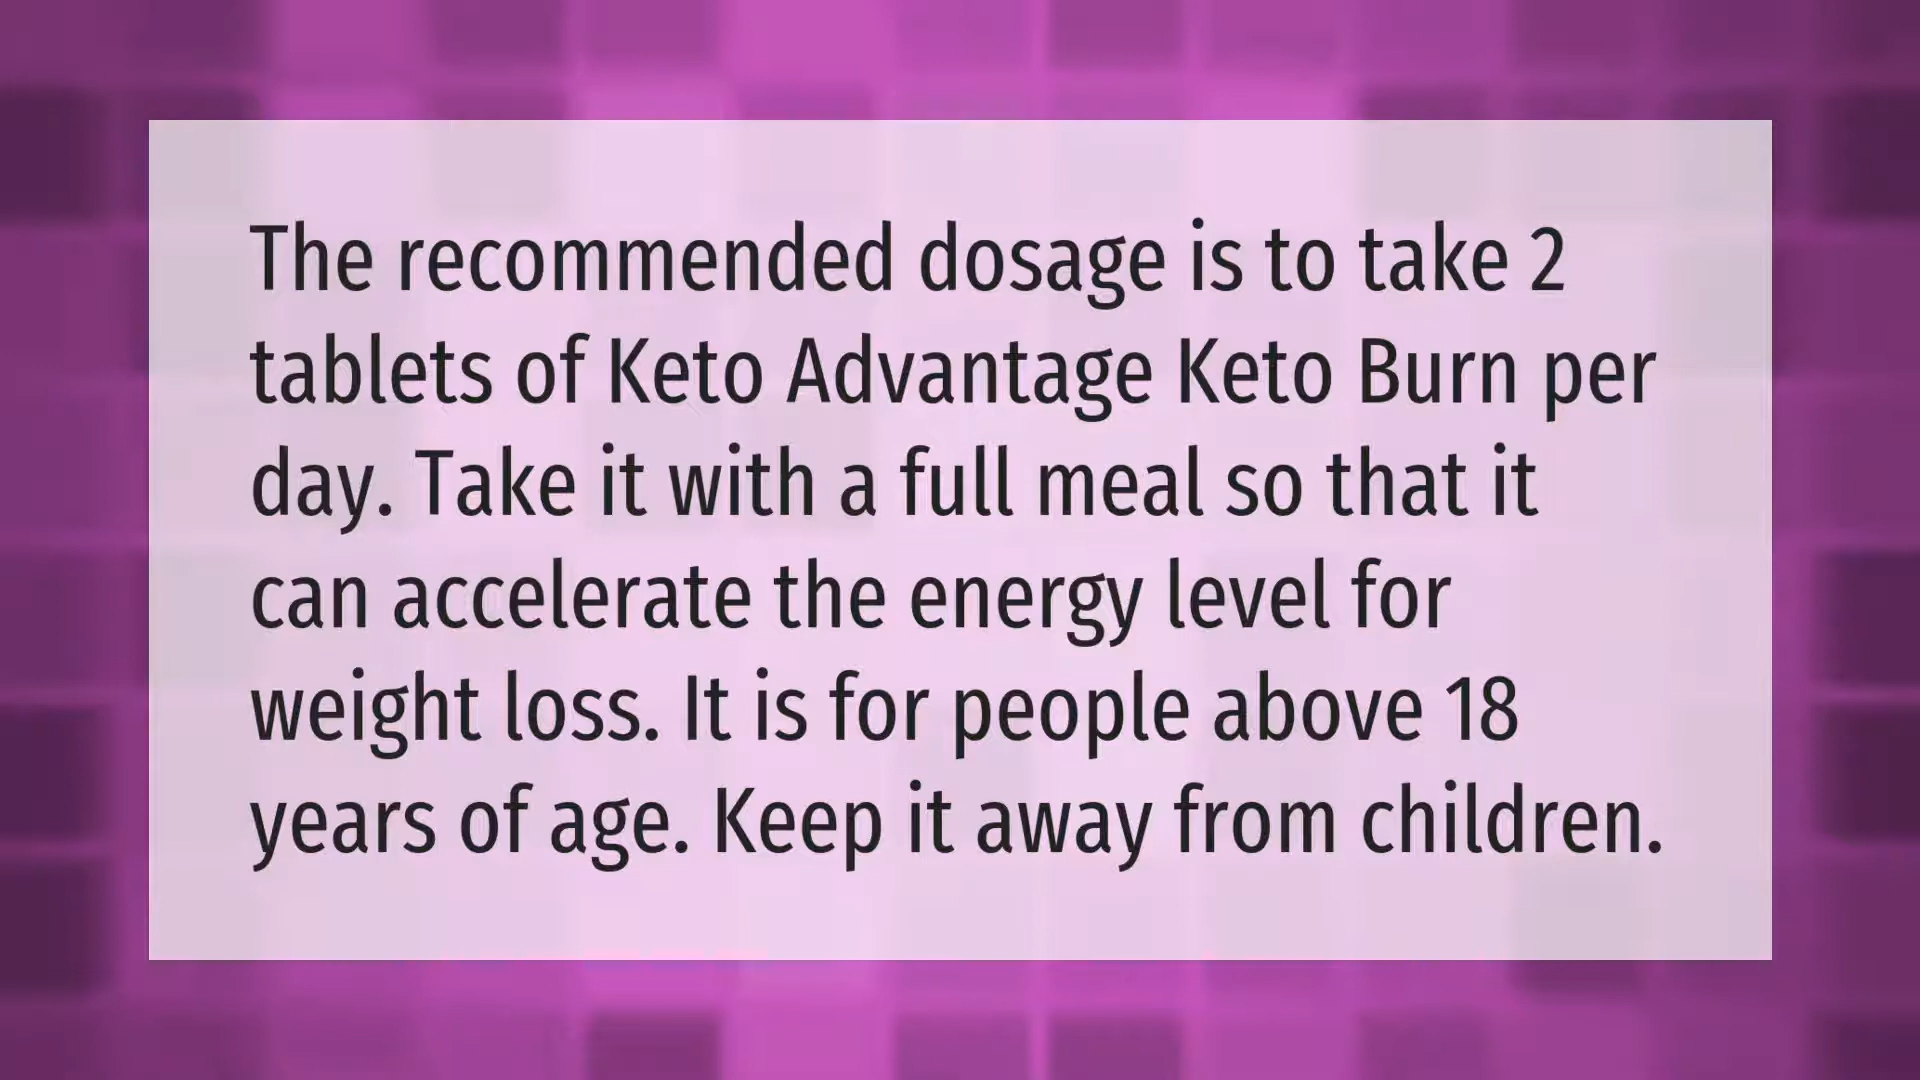 The recommended dosage is to take 2
tablets of Keto Advantage Keto Burn per
day. Take it with a full meal so that it
can accelerate the energy level for
weight loss. It is for people above 18
years of age. Keep it away from children.